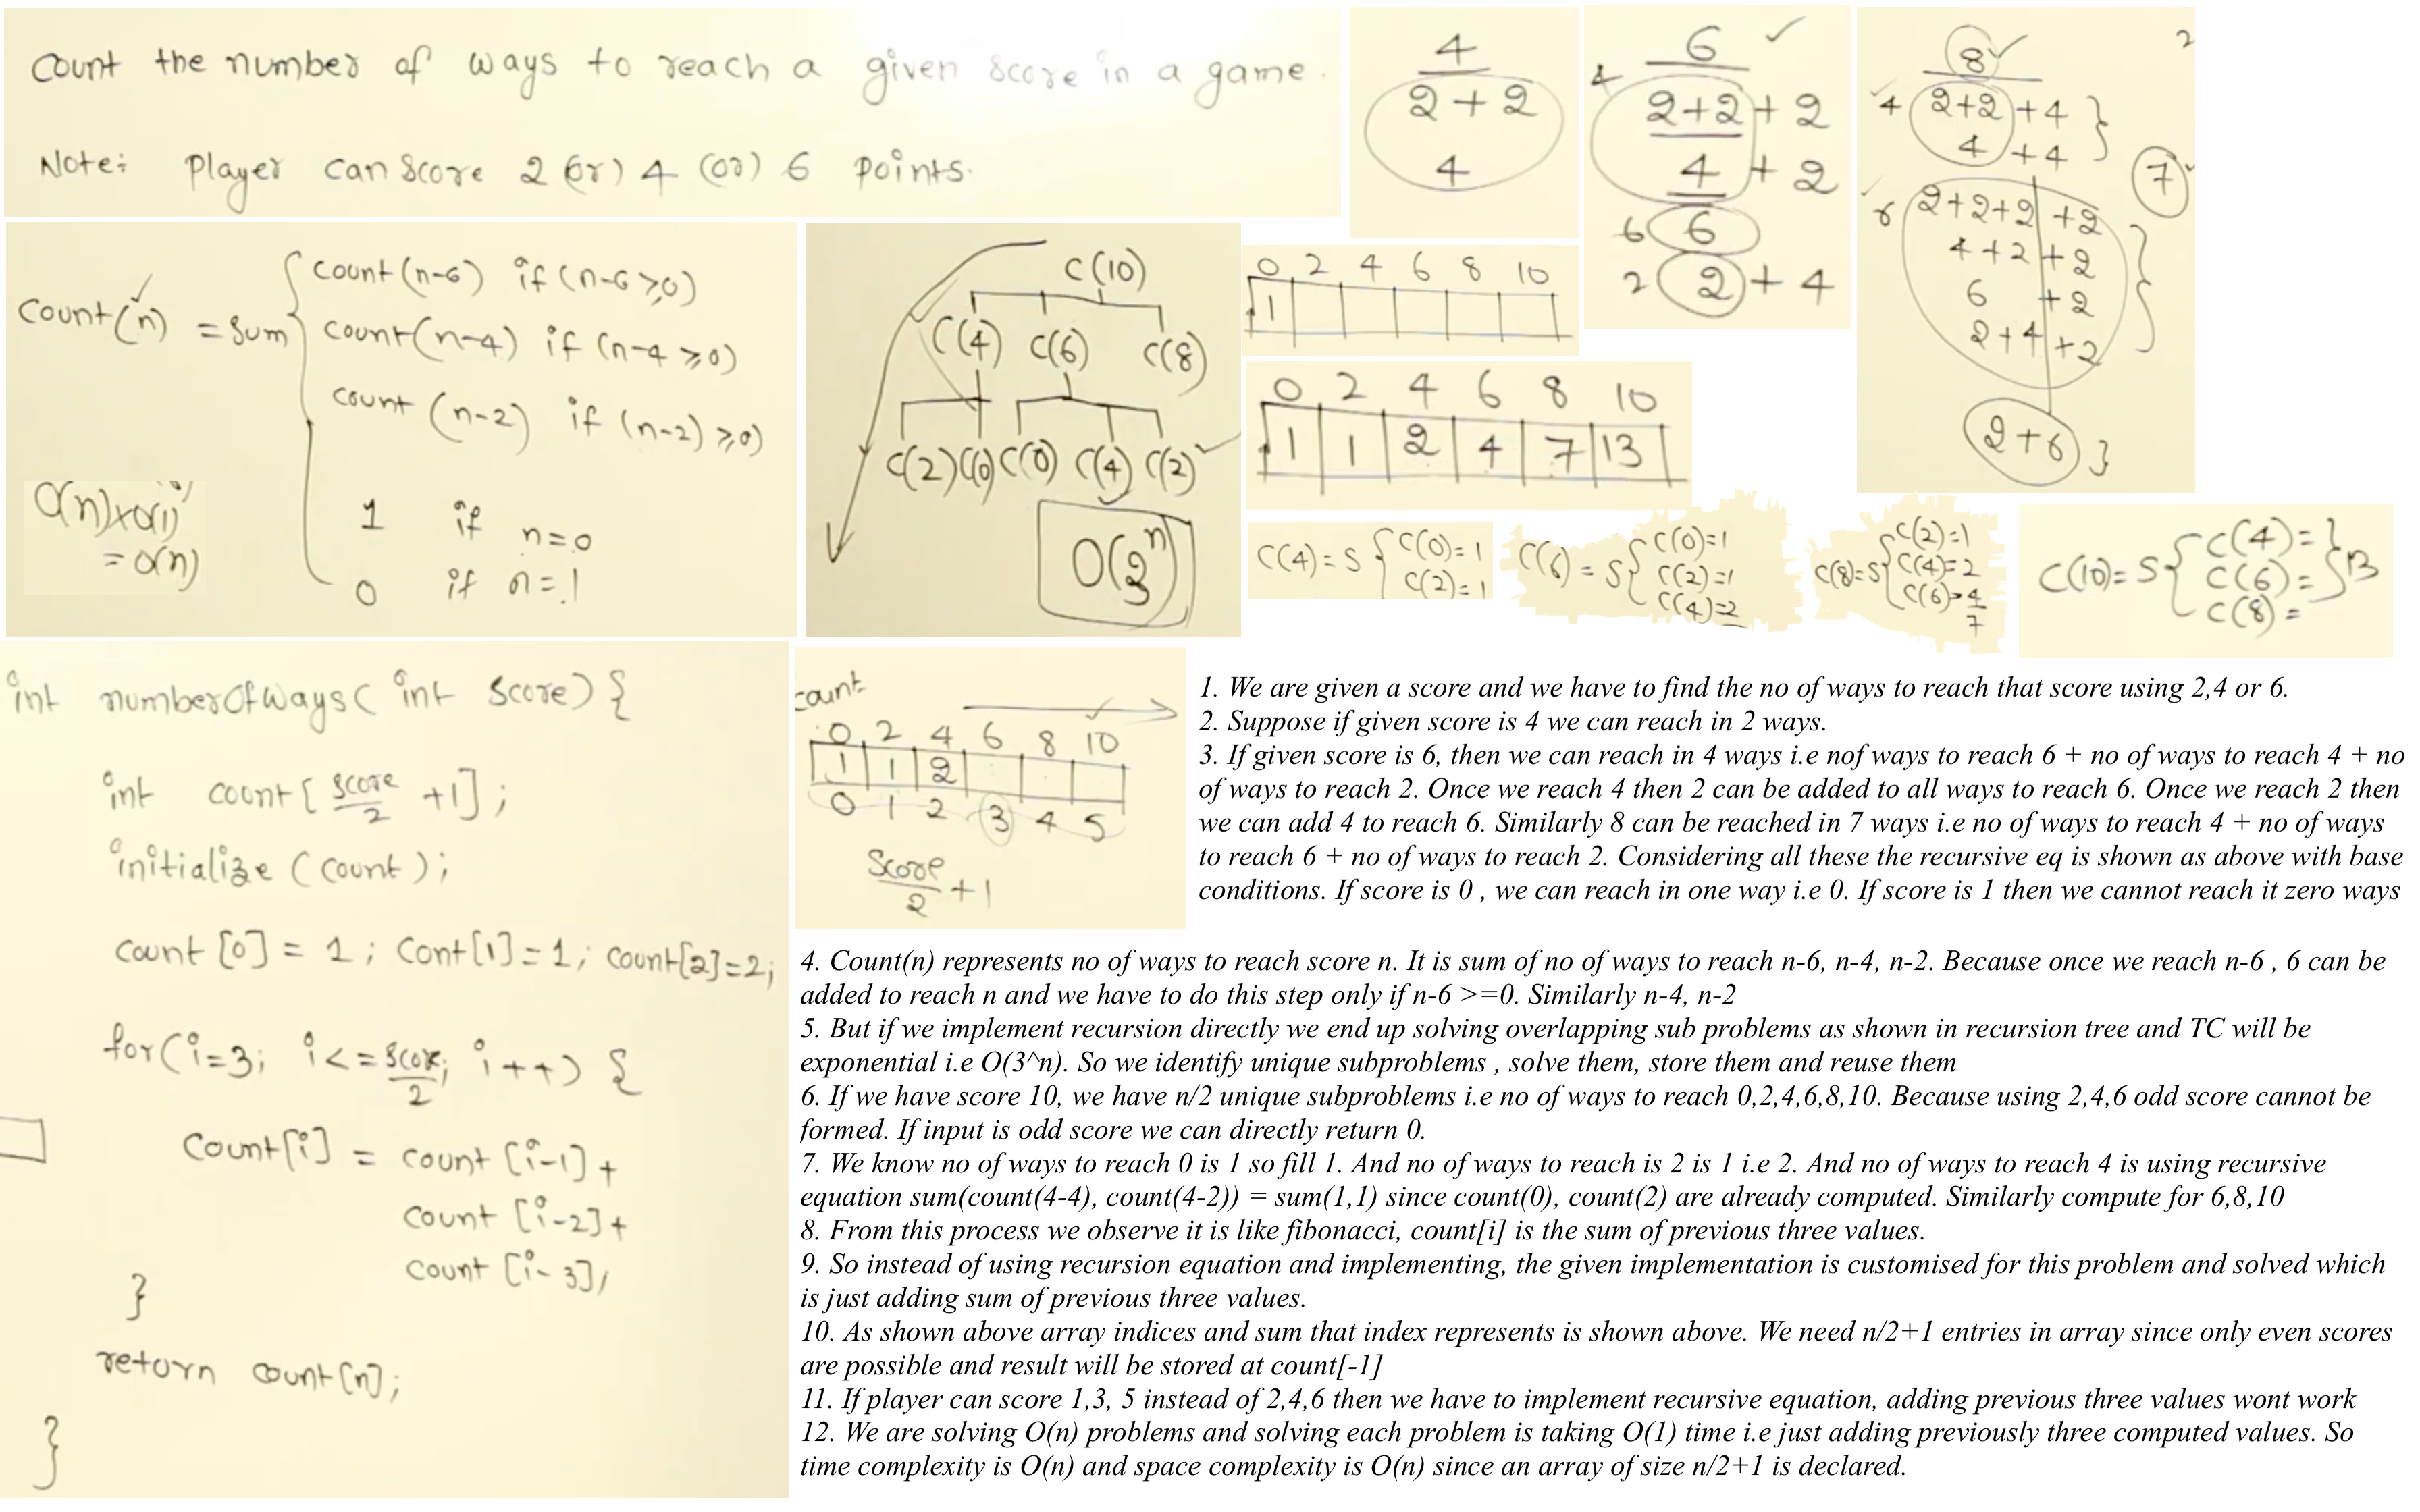 Count the number of ways to reach a given score in a game.
Note: Player can score 2 (or) 4 (or) 6 points.
4
2 + 2
4
6 ✓
4 2+2 + 2
4 + 2
6 6
2 2 + 4
2
8 ✓
4 2+2 + 4 }
4 + 4
7
6 2+2+2 + 2
4+2 + 2
6 + 2
2+4 + 2
2+6 }
Count(n) = Sum { count(n-6) if (n-6 ≥ 0)
count(n-4) if (n-4 ≥ 0)
count (n-2) if (n-2) ≥ 0)
1 if n=0
0 if n=1
O(n)×O(1)
= O(n)
C(10)
C(4) C(6) C(8)
C(2) C(0) C(0) C(4) C(2)
O(3^n)
0 2 4 6 8 10
1
0 2 4 6 8 10
1 1 2 4 7 13
C(4) = S { C(0)=1
C(2)=1
C(6) = S { C(0)=1
C(2)=1
C(4)=2
C(8)=S { C(2)=1
C(4)=2
C(6)=4
7
C(10)= S { C(4)= } 13
C(6)=
C(8)=
int numberOfways( int score) {
int count[ score/2 +1];
initialize (count);
count [0] = 1; Cont[1]=1; count[2]=2;
for(i=3; i<=score/2; i++) {
Count[i] = count [i-1]+
count [i-2]+
count [i-3];
}
return count[n];
}
count
0 2 4 6 8 10
1 1 2
0 1 2 3 4 5
Score/2 +1
1. We are given a score and we have to find the no of ways to reach that score using 2,4 or 6.
2. Suppose if given score is 4 we can reach in 2 ways.
3. If given score is 6, then we can reach in 4 ways i.e nof ways to reach 6 + no of ways to reach 4 + no
of ways to reach 2. Once we reach 4 then 2 can be added to all ways to reach 6. Once we reach 2 then
we can add 4 to reach 6. Similarly 8 can be reached in 7 ways i.e no of ways to reach 4 + no of ways
to reach 6 + no of ways to reach 2. Considering all these the recursive eq is shown as above with base
conditions. If score is 0 , we can reach in one way i.e 0. If score is 1 then we cannot reach it zero ways
4. Count(n) represents no of ways to reach score n. It is sum of no of ways to reach n-6, n-4, n-2. Because once we reach n-6 , 6 can be
added to reach n and we have to do this step only if n-6 >=0. Similarly n-4, n-2
5. But if we implement recursion directly we end up solving overlapping sub problems as shown in recursion tree and TC will be
exponential i.e O(3^n). So we identify unique subproblems , solve them, store them and reuse them
6. If we have score 10, we have n/2 unique subproblems i.e no of ways to reach 0,2,4,6,8,10. Because using 2,4,6 odd score cannot be
formed. If input is odd score we can directly return 0.
7. We know no of ways to reach 0 is 1 so fill 1. And no of ways to reach is 2 is 1 i.e 2. And no of ways to reach 4 is using recursive
equation sum(count(4-4), count(4-2)) = sum(1,1) since count(0), count(2) are already computed. Similarly compute for 6,8,10
8. From this process we observe it is like fibonacci, count[i] is the sum of previous three values.
9. So instead of using recursion equation and implementing, the given implementation is customised for this problem and solved which
is just adding sum of previous three values.
10. As shown above array indices and sum that index represents is shown above. We need n/2+1 entries in array since only even scores
are possible and result will be stored at count[-1]
11. If player can score 1,3, 5 instead of 2,4,6 then we have to implement recursive equation, adding previous three values wont work
12. We are solving O(n) problems and solving each problem is taking O(1) time i.e just adding previously three computed values. So
time complexity is O(n) and space complexity is O(n) since an array of size n/2+1 is declared.